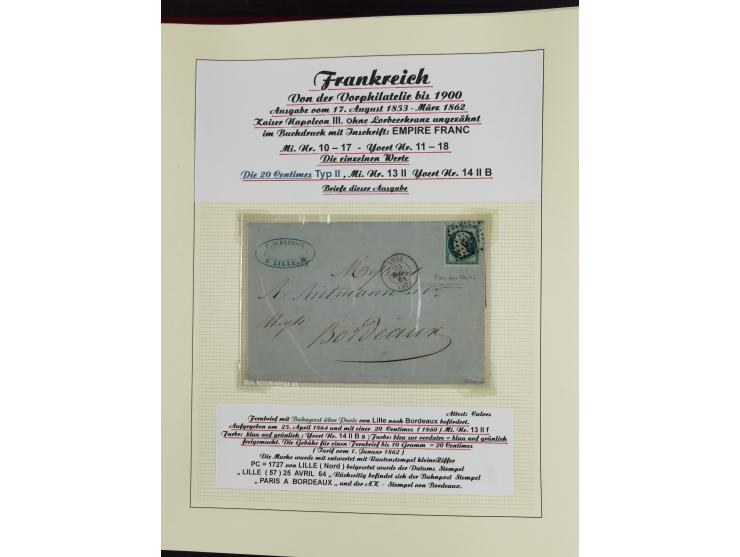 Frankreich
Von der Vorphilatelie bis 1900
Ausgabe vom 17. August 1853 - März 1862
Kaiser Napoleon III. ohne Lorbeerkranz ungezähnt
im Buchdruck mit Inschrift: EMPIRE FRANC
Mi. Nr. 10 – 17 - Yvert Nr. 11 – 18
Die einzelnen Werte
Die 20 Centimes Typ II , Mi. Nr. 13 II Yvert Nr. 14 II B
Briefe dieser Ausgabe
LILLE
LILLE
61
Bordeaux
Attest: Calves
Fernbrief mit Bahnpost über Paris von Lille nach Bordeaux befördert.
Aufgegeben am 25. April 1864 und mit einer 20 Centimes ( 1860 ) Mi. Nr. 13 II f
Farbe: blau auf grünlich ; Yvert Nr. 14 II B a ; Farbe: bleu sur verdatre = blau auf grünlich
freigemacht. Die Gebühr für einen Fernbrief bis 10 Gramm = 20 Centimes
( Tarif vom 1. Januar 1862 )
Die Marke wurde mit entwertet mit Rautenstempel kleine Ziffer
PC = 1727 von LILLE ( Nord ) beigesetzt wurde der Datums Stempel
„ LILLE ( 57 ) 25 AVRIL 64 „ Rückseitig befindet sich der Bahnpost Stempel
„ PARIS A BORDEAUX „ und der AK - Stempel von Bordeaux.